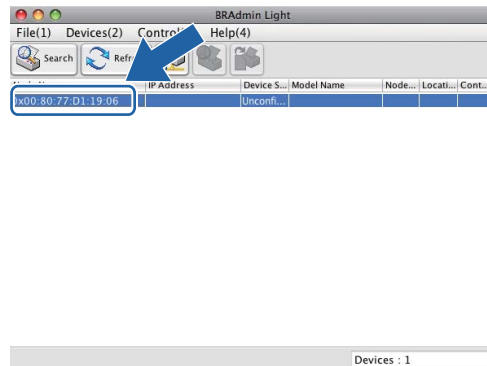 BRAdmin Light
File(1) Devices(2) Help(4)
Search
IP Address Device S... Model Name Node... Locati... Cont..
0x00:80:77:D1:19:06 Unconfi...
Devices : 1